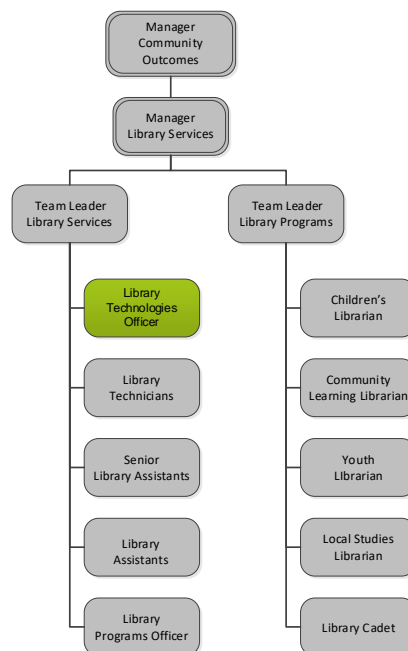 Manager
Community
Outcomes
Manager
Library Services
Team Leader
Library Services
Team Leader
Library Programs
Library
Technologies
Officer
Library
Technicians
Senior
Library Assistants
Library
Assistants
Library
Programs Officer
Children's
Librarian
Community
Learning Librarian
Youth
LIbrarian
Local Studies
Librarian
Library Cadet